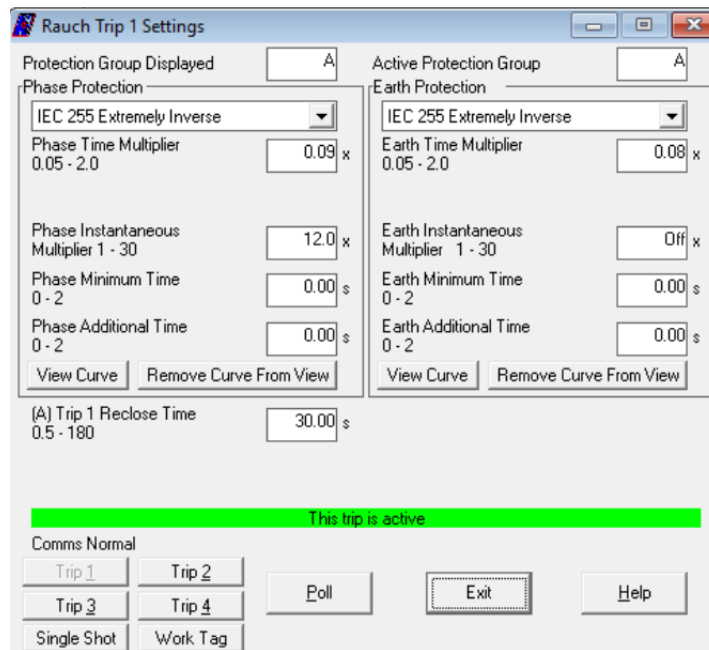 Rauch Trip 1 Settings
Protection Group Displayed A
Active Protection Group A
Phase Protection
IEC 255 Extremely Inverse
Phase Time Multiplier
0.05 - 2.0
0.09 x
Phase Instantaneous
Multiplier 1 - 30
12.0 x
Phase Minimum Time
0 - 2
0.00 s
Phase Additional Time
0 - 2
0.00 s
View Curve
Remove Curve From View
Earth Protection
IEC 255 Extremely Inverse
Earth Time Multiplier
0.05 - 2.0
0.08 x
Earth Instantaneous
Multiplier 1 - 30
Off x
Earth Minimum Time
0 - 2
0.00 s
Earth Additional Time
0 - 2
0.00 s
View Curve
Remove Curve From View
(A) Trip 1 Reclose Time
0.5 - 180
30.00 s
This trip is active
Comms Normal
Trip 1
Trip 2
Trip 3
Trip 4
Single Shot
Work Tag
Poll
Exit
Help